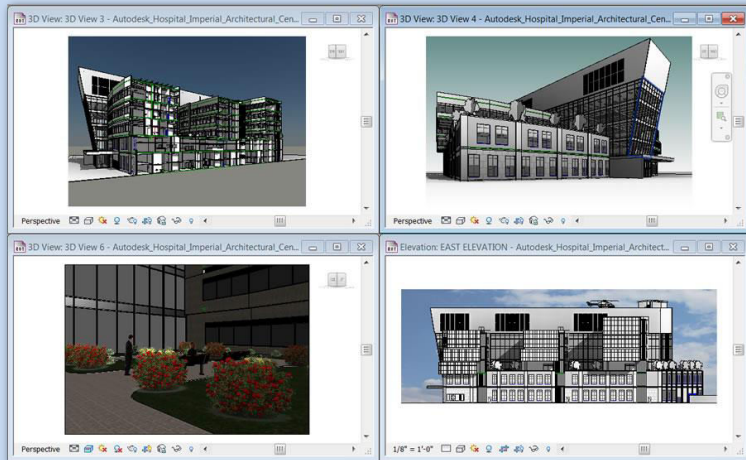 3D View: 3D View 3 - Autodesk_Hospital_Imperial_Architectural_Cen...
3D View: 3D View 4 - Autodesk_Hospital_Imperial_Architectural_Cen...
Perspective
Perspective
3D View: 3D View 6 - Autodesk_Hospital_Imperial_Architectural_Cen...
Elevation: EAST ELEVATION - Autodesk_Hospital_Imperial_Architect...
Perspective
1/8" = 1'-0"